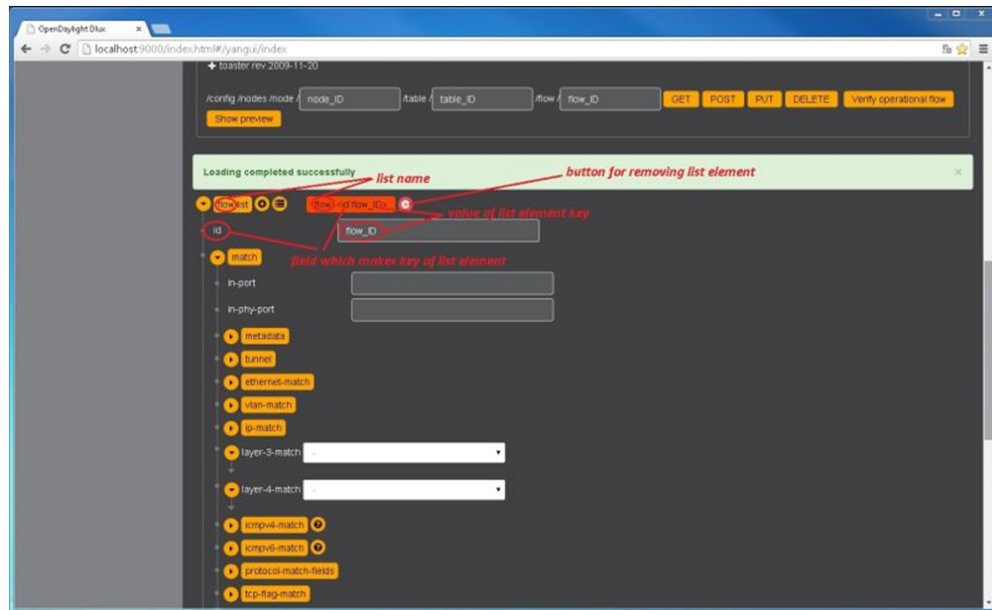 OpenDaylight Dlux
localhost:9000/index.html#/yangui/index
toaster rev.2009-11-20
/config /nodes /node / node_ID /table / table_ID /flow / flow_ID GET POST PUT DELETE Verify operational flow
Show preview
Loading completed successfully
list name
button for removing list element
flow list flow <id:flow_ID>
value of list element key
id flow_ID
field which makes key of list element
match
in-port
in-phy-port
metadata
tunnel
ethernet-match
vlan-match
ip-match
layer-3-match -
layer-4-match -
icmpv4-match
icmpv6-match
protocol-match-fields
tcp-flag-match